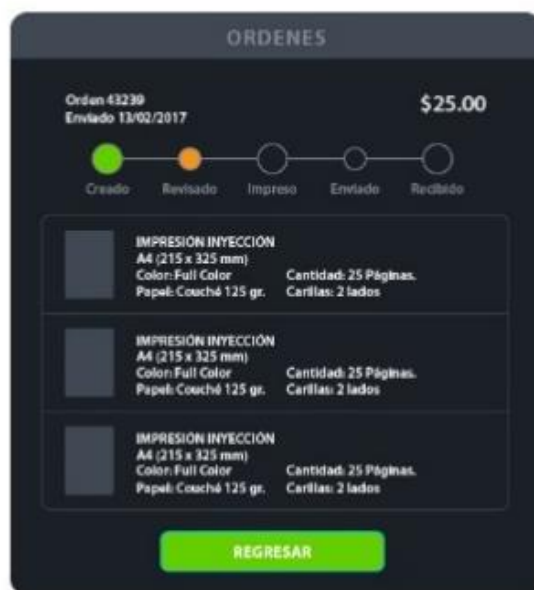 ORDENES
Orden 43239
$25.00
Enviado 13/02/2017
Creado Revisado Impreso Enviado Recibido
IMPRESIÓN INYECCIÓN
A4 (215 x 325 mm)
Color: Full Color Cantidad: 25 Páginas.
Papel: Couché 125 gr. Carillas: 2 lados
IMPRESIÓN INYECCIÓN
A4 (215 x 325 mm)
Color: Full Color Cantidad: 25 Páginas.
Papel: Couché 125 gr. Carillas: 2 lados
IMPRESIÓN INYECCIÓN
A4 (215 x 325 mm)
Color: Full Color Cantidad: 25 Páginas.
Papel: Couché 125 gr. Carillas: 2 lados
REGRESAR